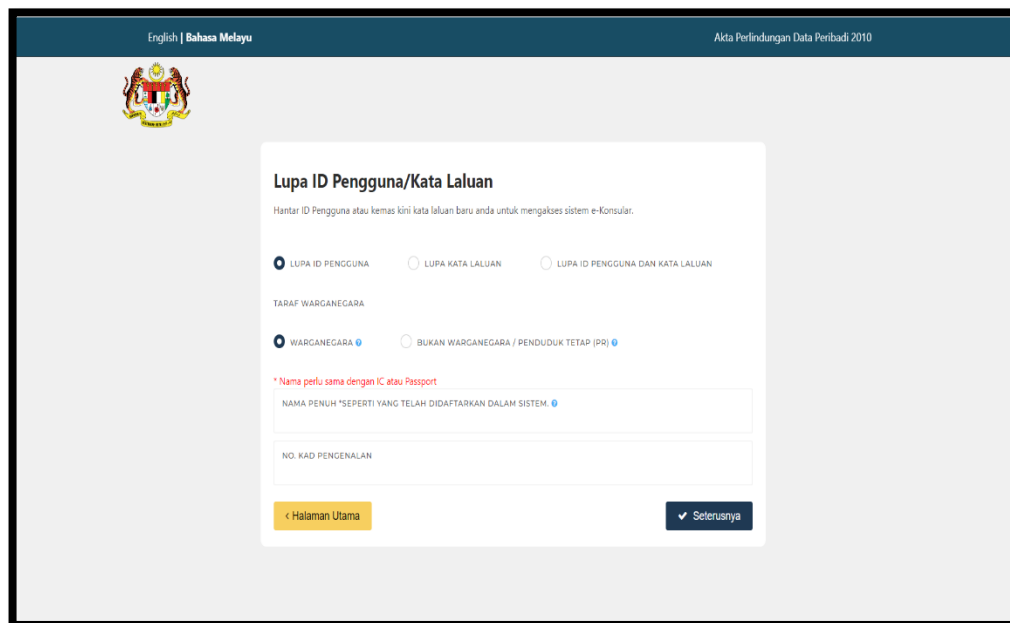 English | Bahasa Melayu
Akta Perlindungan Data Peribadi 2010
Lupa ID Pengguna/Kata Laluan
Hantar ID Pengguna atau kemas kini kata laluan baru anda untuk mengakses sistem e-Konsular.
LUPA ID PENGGUNA
LUPA KATA LALUAN
LUPA ID PENGGUNA DAN KATA LALUAN
TARAF WARGANEGARA
WARGANEGARA
BUKAN WARGANEGARA / PENDUDUK TETAP (PR)
* Nama perlu sama dengan IC atau Passport
NAMA PENUH *SEPERTI YANG TELAH DIDAFTARKAN DALAM SISTEM.
NO. KAD PENGENALAN
< Halaman Utama
Seterusnya